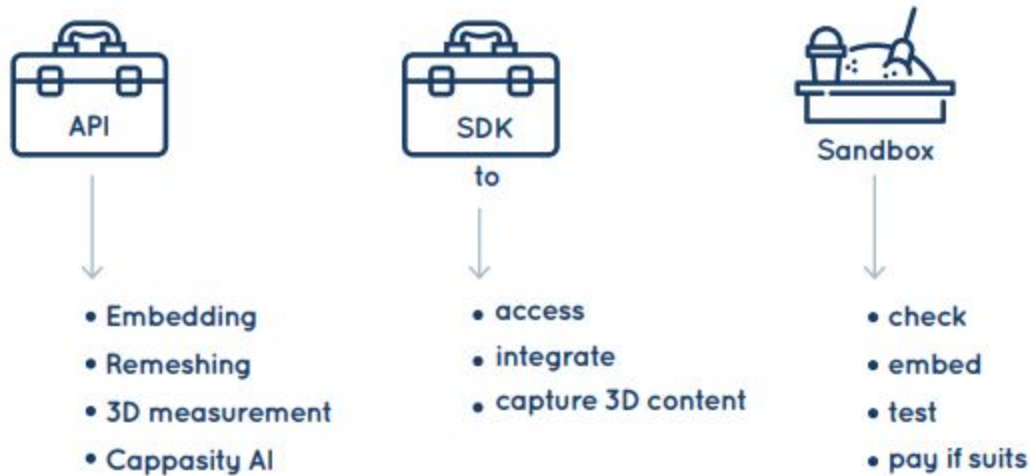 API
• Embedding
• Remeshing
• 3D measurement
• Cappasity AI
SDK
to
• access
• integrate
• capture 3D content
Sandbox
• check
• embed
• test
• pay if suits